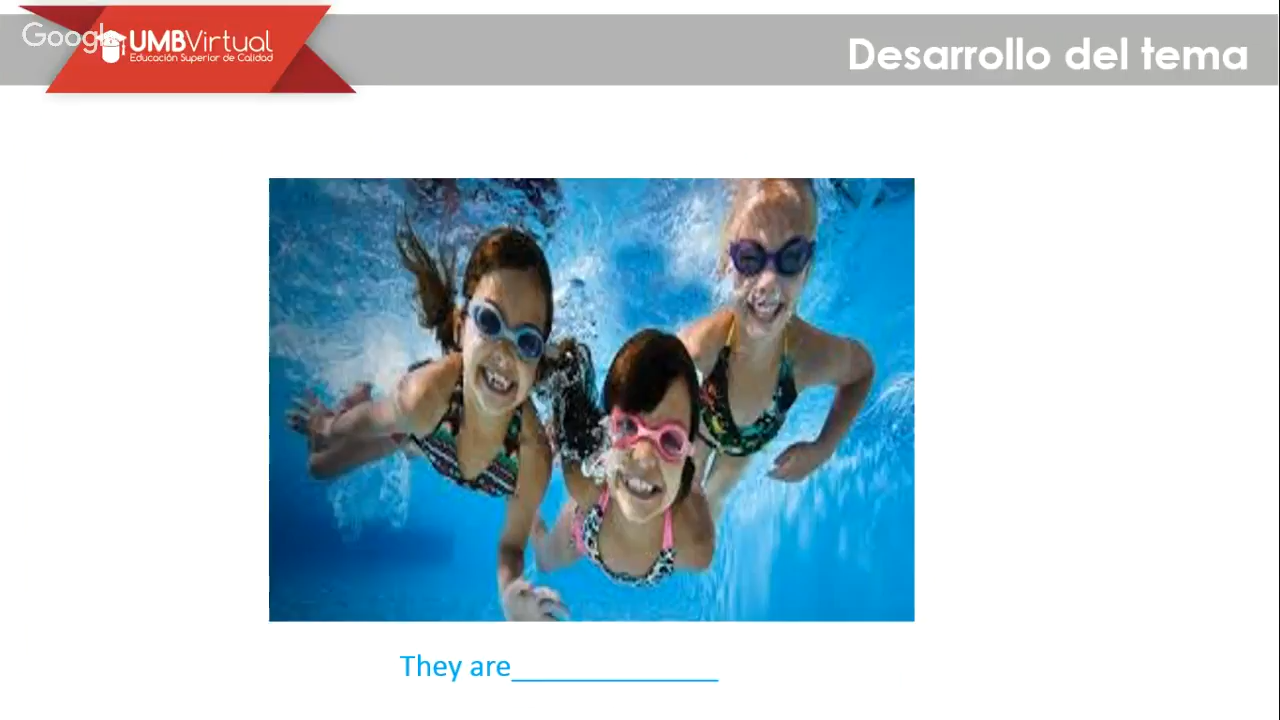 Google
UMBVirtual
Educación Superior de Calidad
Desarrollo del tema
They are______________